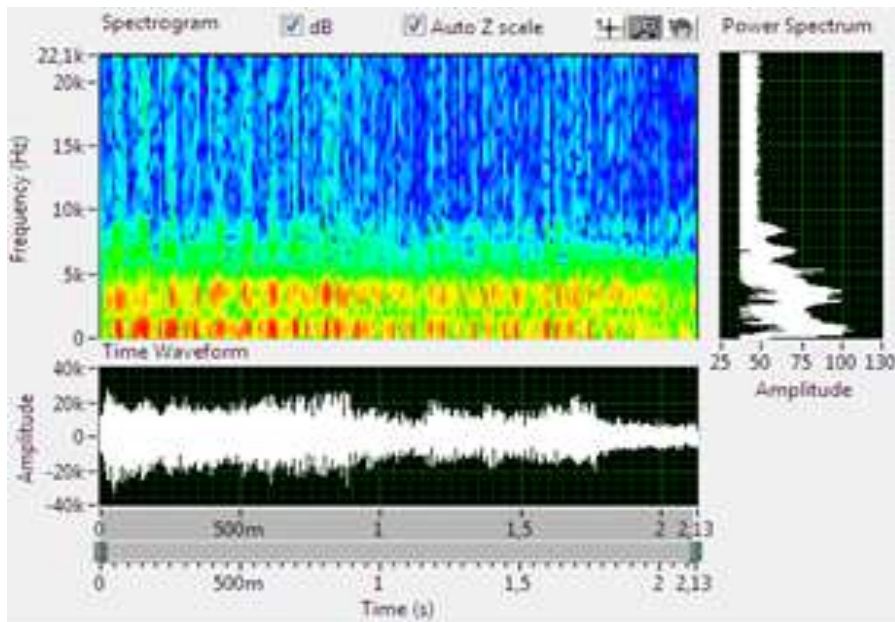 Spectrogram dB Auto Z scale Power Spectrum
22,1k
20k
15k
10k
5k
0
Frequency (Hz)
25 50 75 100 130
Amplitude
Time Waveform
40k
20k
0
-20k
-40k
Amplitude
0 500m 1 1,5 2 2,13
0 500m 1 1,5 2 2,13
Time (s)